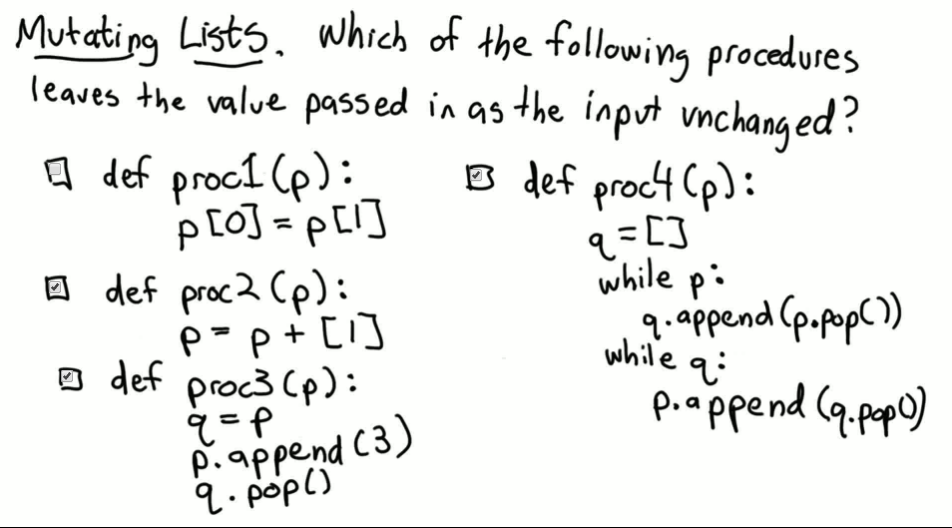 Mutating Lists. Which of the following procedures
leaves the value passed in as the input unchanged?
def proc1(p):
p[0] = p[1]
def proc2(p):
p = p + [1]
def proc3(p):
q = p
p.append(3)
q.pop()
def proc4(p):
q = []
while p:
q.append(p.pop())
while q:
p.append(q.pop())